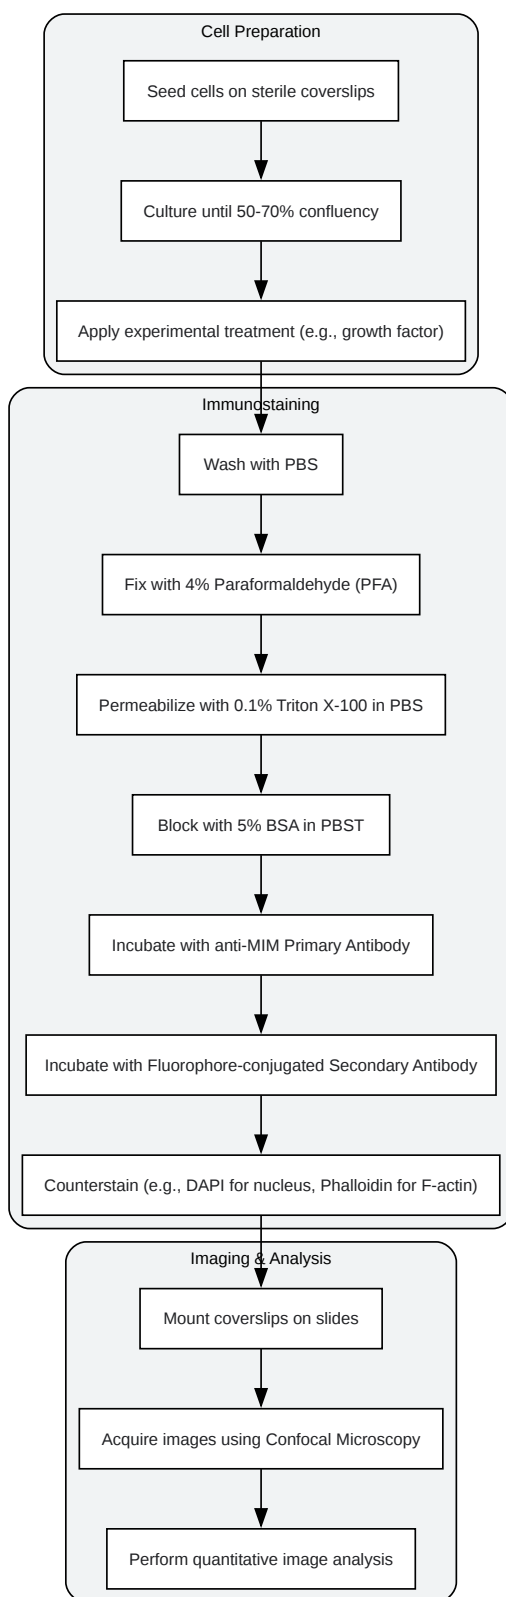 Cell Preparation
Seed cells on sterile coverslips
Culture until 50-70% confluency
Apply experimental treatment (e.g., growth factor)
Immunostaining
Wash with PBS
Fix with 4% Paraformaldehyde (PFA)
Permeabilize with 0.1% Triton X-100 in PBS
Block with 5% BSA in PBST
Incubate with anti-MIM Primary Antibody
Incubate with Fluorophore-conjugated Secondary Antibody
Counterstain (e.g., DAPI for nucleus, Phalloidin for F-actin)
Imaging & Analysis
Mount coverslips on slides
Acquire images using Confocal Microscopy
Perform quantitative image analysis